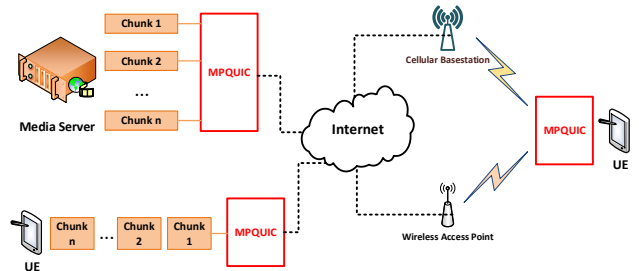 Chunk 1
Chunk 2
...
Chunk n
MPQUIC
Media Server
Internet
Cellular Basestation
MPQUIC
UE
Wireless Access Point
UE
Chunk
n
...
Chunk
2
Chunk
1
MPQUIC